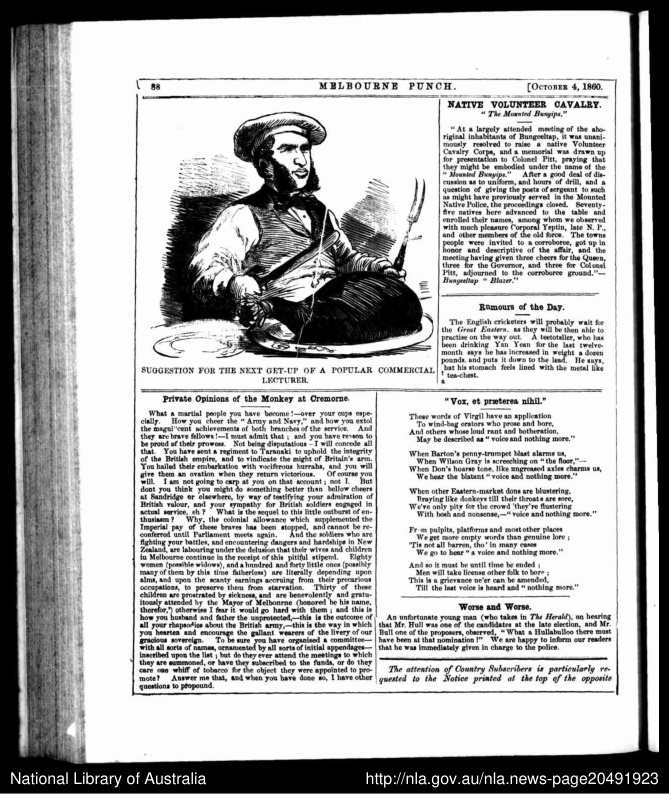 88
MELBOURNE PUNCH.
[OCTOBER 4, 1860.
SUGGESTION FOR THE NEXT GET-UP OF A POPULAR COMMERCIAL
LECTURER.
NATIVE VOLUNTEER CAVALRY.
"The Mounted Bunyips."
"At a largely attended meeting of the abo-
riginal inhabitants of Bungeeltap, it was unani-
mously resolved to raise a native Volunteer
Cavalry Corps, and a memorial was drawn up
for presentation to Colonel Pitt, praying that
they might be embodied under the name of the
"Mounted Bunyips." After a good deal of dis-
cussion as to uniform, and hours of drill, and a
question of giving the posts of sergeant to such
as might have previously served in the Mounted
Native Police, the proceedings closed. Seventy-
five natives here advanced to the table and
enrolled their names, among whom we observed
with much pleasure Corporal Yeptin, late N. P.,
and other members of the old force. The towns
people were invited to a corroboree, got up in
honor and descriptive of the affair, and the
meeting having given three cheers for the Queen,
three for the Governor, and three for Colonel
Pitt, adjourned to the corroboree ground."—
Bungeeltap "Blazer."
Rumours of the Day.
The English cricketers will probably wait for
the Great Eastern, as they will be then able to
practise on the way out. A teetotaller, who has
been drinking Yan Yean for the last twelve-
month says he has increased in weight a dozen
pounds, and puts it down to the lead. He says,
hat his stomach feels lined with the metal like
a tea-chest.
Private Opinions of the Monkey at Cremorne.
What a martial people you have become!—over your cups espe-
cially. How you cheer the "Army and Navy," and how you extol
the magnificent achievements of both branches of the service. And
they are brave fellows!—I must admit that; and you have reason to
be proud of their prowess. Not being disputatious—I will concede all
that. You have sent a regiment to Taranaki to uphold the integrity
of the British empire, and to vindicate the might of Britain's arm.
You hailed their embarkation with vociferous hurrahs, and you will
give them an ovation when they return victorious. Of course you
will. I am not going to carp at you on that account; not I. But
dont you think you might do something better than bellow cheers
at Sandridge or elsewhere, by way of testifying your admiration of
British valour, and your sympathy for British soldiers engaged in
actual service, eh? What is the sequel to this little outburst of en-
thusiasm? Why, the colonial allowance which supplemented the
Imperial pay of these braves has been stopped, and cannot be re-
conferred until Parliament meets again. And the soldiers who are
fighting your battles, and encountering dangers and hardships in New
Zealand, are labouring under the delusion that their wives and children
in Melbourne continue in the receipt of this pitiful stipend. Eighty
women (possible widows), and a hundred and forty little ones (possibly
many of them by this time fatherless) are literally depending upon
alms, and upon the scanty earnings accruing from their precarious
occupations, to preserve them from starvation. Thirty of these
children are prostrated by sickness, and are benevolently and gratu-
itously attended by the Mayor of Melbourne (honored be his name,
therefor,") otherwise I fear it would go hard with them; and this is
how you husband and father the unprotected,—this is the outcome of
all your rhapsodies about the British army,—this is the way in which
you hearten and encourage the gallant wearers of the livery of our
gracious sovereign. To be sure you have organised a committee—
with all sorts of names, ornamented by all sorts of initial appendages—
inscribed upon the list; but do they ever attend the meetings to which
they are summoned, or have they subscribed to the funds, or do they
care one whiff of tobacco for the object they were appointed to pro-
mote? Answer me that, and when you have done so, I have other
questions to propound.
"Vox, et præterea nihil."
These words of Virgil have an application
To wind-bag orators who prose and bore,
And others whose loud rant and botheration,
May be described as "voice and nothing more."
When Barton's penny-trumpet blast alarms us,
When Wilson Gray is screeching on "the floor,"—
When Don's hoarse tone, like ungreased axles charms us,
We hear the blatant "voice and nothing more."
When other Eastern-market dons are blustering,
Braying like donkeys till their throats are sore,
We've only pity for the crowd they're flustering
With bosh and nonsense,—"voice and nothing more."
From pulpits, platforms and most other places
We get more empty words than genuine lore;
'Tis not all barren, tho' in many cases
We go to hear "a voice and nothing more."
And so it must be until time be ended;
Men will take license other folk to bore;
This is a grievance ne'er can be amended,
Till the last voice is heard and "nothing more."
Worse and Worse.
An unfortunate young man (who takes in The Herald), on hearing
that Mr. Hull was one of the candidates at the late election, and Mr.
Bull one of the proposers, observed, "What a Hullabulloo there must
have been at that nomination!" We are happy to inform our readers
that he was immediately given in charge to the police.
The attention of Country Subscribers is particularly re-
quested to the Notice printed at the top of the opposite
National Library of Australia
http://nla.gov.au/nla.news-page20491923